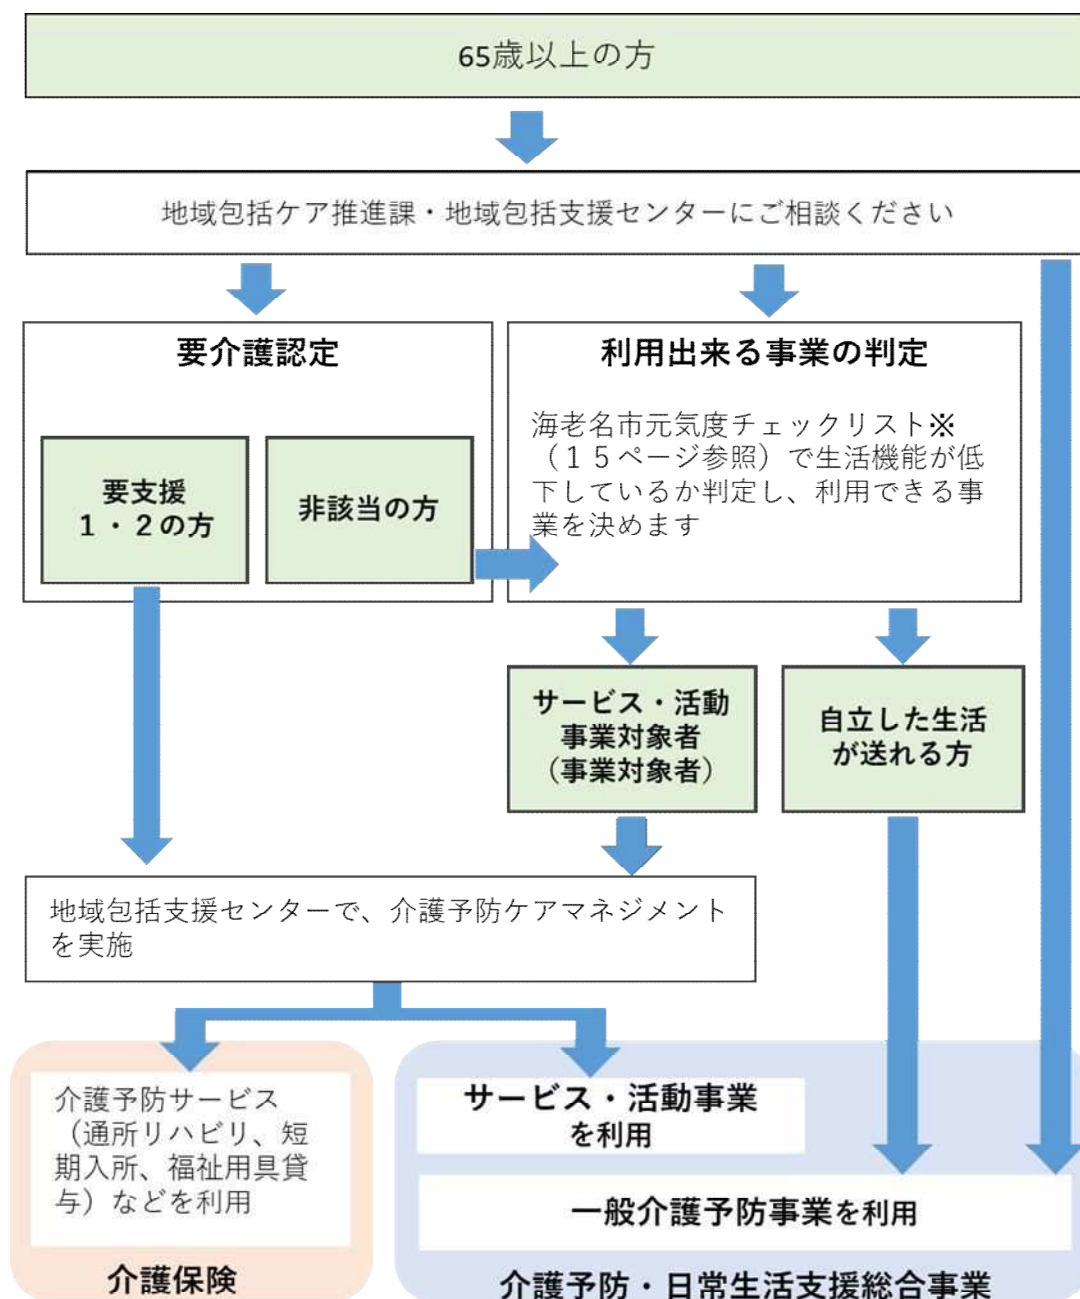 65歳以上の方
地域包括ケア推進課・地域包括支援センターにご相談ください
要介護認定
要支援
1・2の方
非該当の方
利用出来る事業の判定
海老名市元気度チェックリスト※
（１５ページ参照）で生活機能が低
下しているか判定し、利用できる事
業を決めます
サービス・活動
事業対象者
（事業対象者）
自立した生活
が送れる方
地域包括支援センターで、介護予防ケアマネジメント
を実施
介護予防サービス
（通所リハビリ、短
期入所、福祉用具貸
与）などを利用
介護保険
サービス・活動事業
を利用
一般介護予防事業を利用
介護予防・日常生活支援総合事業